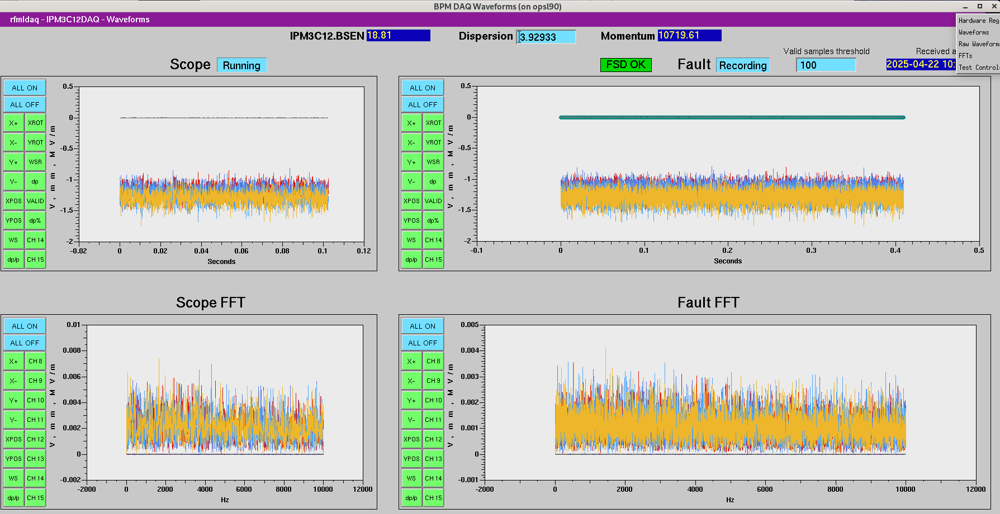 BPM DAQ Waveforms (on opsl90)
rfmldaq - IPM3C12DAQ - Waveforms
Hardware Reg
Waveforms
Raw Waveform
FFTs
Test Control
IPM3C12.BSEN 18.81 Dispersion 3.92933 Momentum 10719.61
Valid samples threshold Received a
Scope Running FSD OK Fault Recording 100 2025-04-22 10:
ALL ON
ALL OFF
X+ XROT
X- YROT
Y+ WSR
Y- dp
XPOS VALID
YPOS dp%
WS CH 14
dp/p CH 15
V , m m , M V / m
0.5
0
-0.5
-1
-1.5
-2
-0.02 0 0.02 0.04 0.06 0.08 0.1 0.12
Seconds
ALL ON
ALL OFF
X+ XROT
X- YROT
Y+ WSR
Y- dp
XPOS VALID
YPOS dp%
WS CH 14
dp/p CH 15
V , m m , M V / m
0.5
0
-0.5
-1
-1.5
-2
-0.1 0 0.1 0.2 0.3 0.4 0.5
Seconds
Scope FFT
ALL ON
ALL OFF
X+ CH 8
X- CH 9
Y+ CH 10
Y- CH 11
XPOS CH 12
YPOS CH 13
WS CH 14
dp/p CH 15
V , m m , M V / m
0.01
0.008
0.006
0.004
0.002
0
-0.002
-2000 0 2000 4000 6000 8000 10000 12000
Hz
Fault FFT
ALL ON
ALL OFF
X+ CH 8
X- CH 9
Y+ CH 10
Y- CH 11
XPOS CH 12
YPOS CH 13
WS CH 14
dp/p CH 15
V , m m , M V / m
0.005
0.004
0.003
0.002
0.001
0
-0.001
-2000 0 2000 4000 6000 8000 10000 12000
Hz